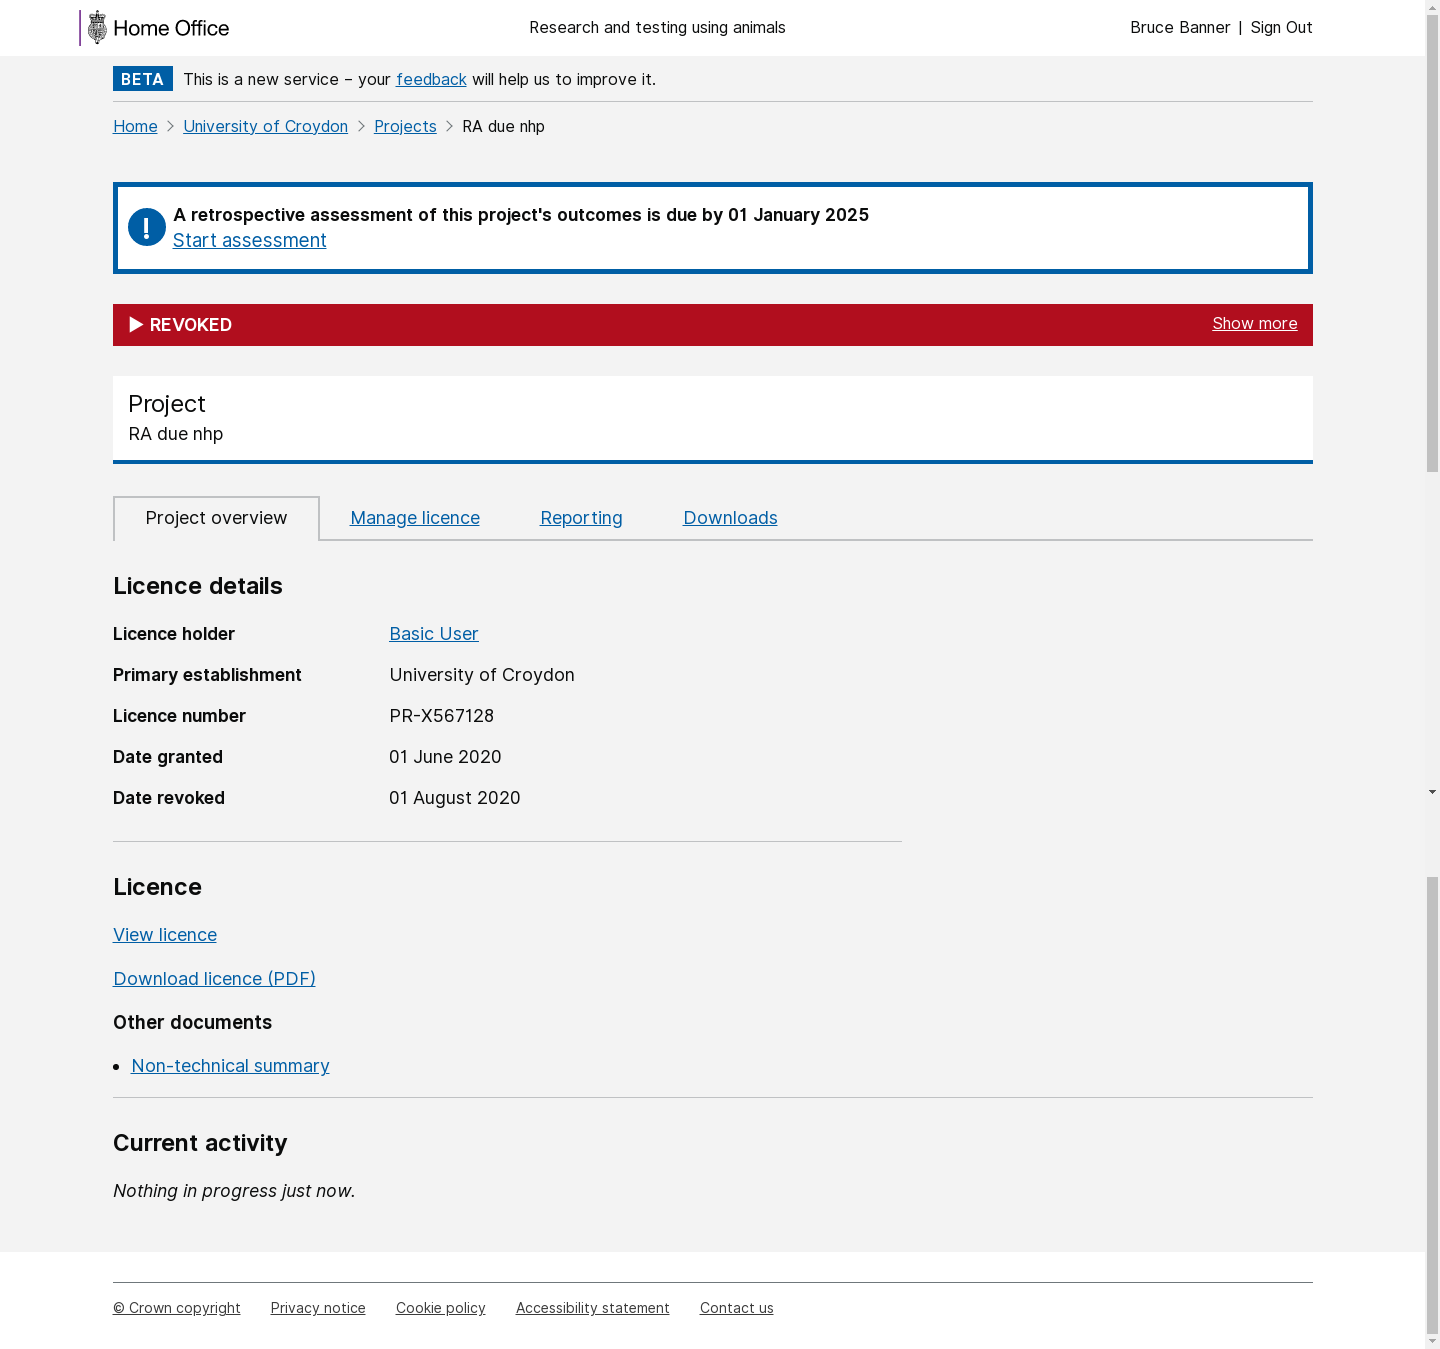 Home Office
Research and testing using animals
Bruce Banner | Sign Out
BETA This is a new service – your feedback will help us to improve it.
Home > University of Croydon > Projects > RA due nhp
A retrospective assessment of this project's outcomes is due by 01 January 2025
Start assessment
REVOKED
Show more
Project
RA due nhp
Project overview
Manage licence
Reporting
Downloads
Licence details
Licence holder Basic User
Primary establishment University of Croydon
Licence number PR-X567128
Date granted 01 June 2020
Date revoked 01 August 2020
Licence
View licence
Download licence (PDF)
Other documents
• Non-technical summary
Current activity
Nothing in progress just now.
© Crown copyright
Privacy notice
Cookie policy
Accessibility statement
Contact us